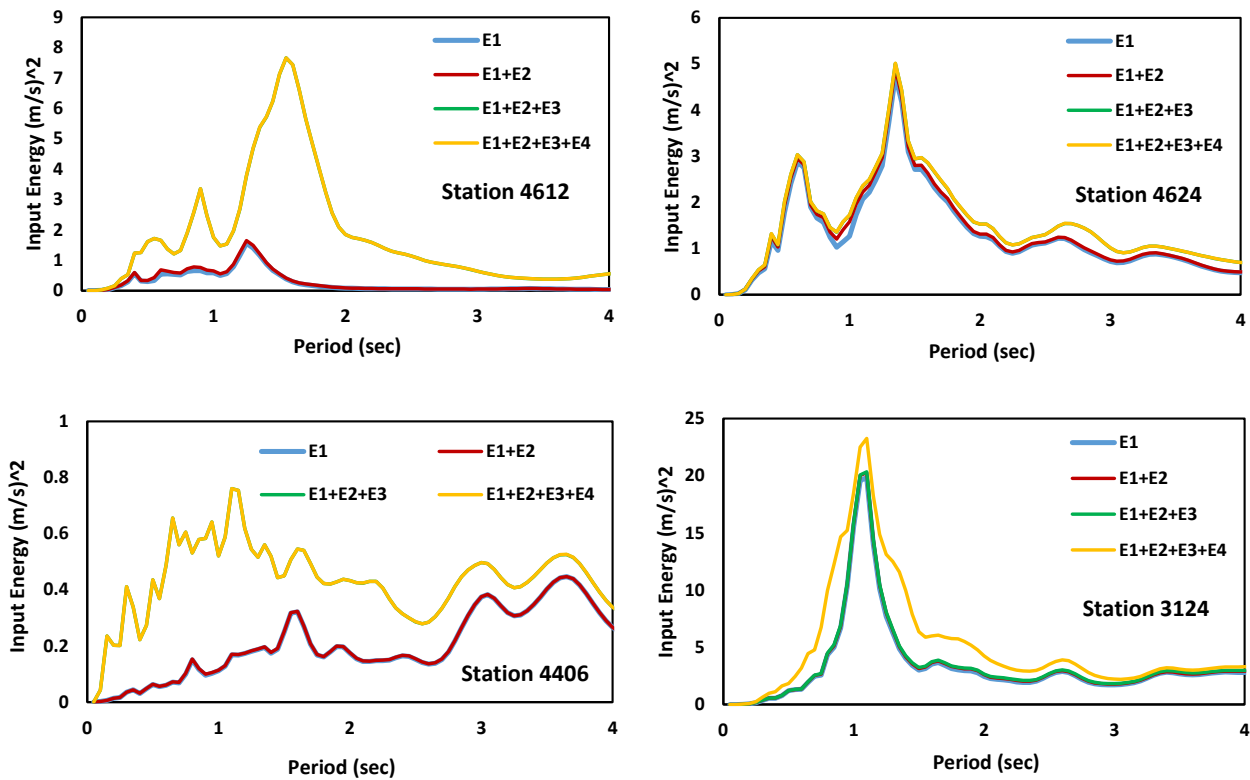 9
8
7
6
5
4
3
2
1
0
0 1 2 3 4
Input Energy (m/s)^2
Period (sec)
E1
E1+E2
E1+E2+E3
E1+E2+E3+E4
Station 4612
6
5
4
3
2
1
0
0 1 2 3 4
Input Energy (m/s)^2
Period (sec)
E1
E1+E2
E1+E2+E3
E1+E2+E3+E4
Station 4624
1
0.8
0.6
0.4
0.2
0
0 1 2 3 4
Input Energy (m/s)^2
Period (sec)
E1 E1+E2
E1+E2+E3 E1+E2+E3+E4
Station 4406
25
20
15
10
5
0
0 1 2 3 4
Input Energy (m/s)^2
Period (sec)
E1
E1+E2
E1+E2+E3
E1+E2+E3+E4
Station 3124